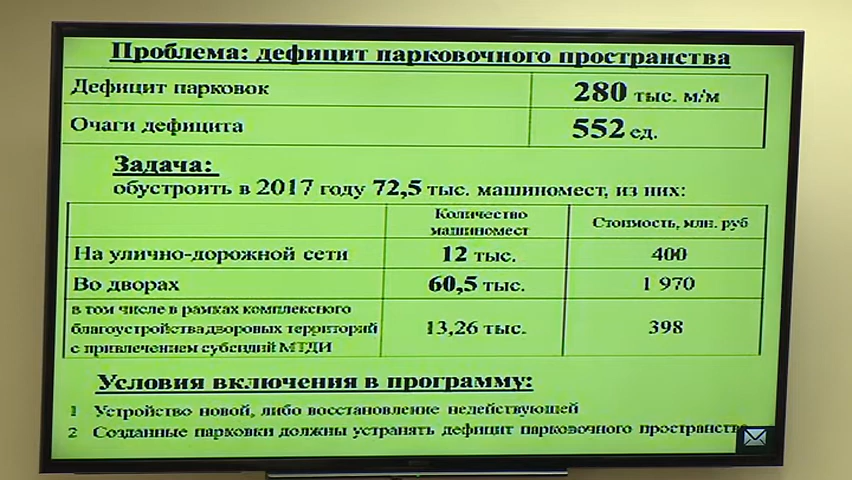 Проблема: дефицит парковочного пространства
Дефицит парковок 280 тыс. м/м
Очаги дефицита 552 ед.
Задача:
обустроить в 2017 году 72,5 тыс. машиномест, из них:
Количество машиномест Стоимость, млн. руб
На улично-дорожной сети 12 тыс. 400
Во дворах 60,5 тыс. 1 970
в том числе в рамках комплексного
благоустройства дворовых территорий 13,26 тыс. 398
с привлечением субсидий МТДИ
Условия включения в программу:
1 Устройство новой, либо восстановление недействующей
2 Созданные парковки должны устранять дефицит парковочного пространства